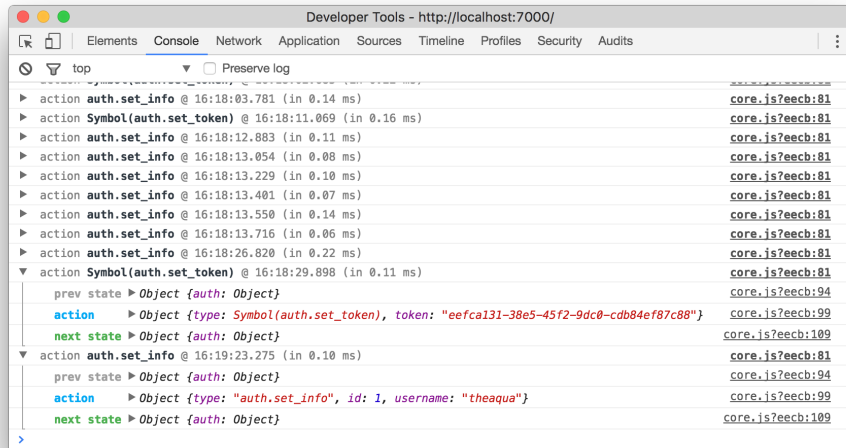 Developer Tools - http://localhost:7000/
Elements Console Network Application Sources Timeline Profiles Security Audits
top Preserve log
action auth.set_info @ 16:18:03.781 (in 0.14 ms) core.js?eecb:81
action Symbol(auth.set_token) @ 16:18:11.069 (in 0.16 ms) core.js?eecb:81
action auth.set_info @ 16:18:12.883 (in 0.11 ms) core.js?eecb:81
action auth.set_info @ 16:18:13.054 (in 0.08 ms) core.js?eecb:81
action auth.set_info @ 16:18:13.229 (in 0.10 ms) core.js?eecb:81
action auth.set_info @ 16:18:13.401 (in 0.07 ms) core.js?eecb:81
action auth.set_info @ 16:18:13.550 (in 0.14 ms) core.js?eecb:81
action auth.set_info @ 16:18:13.716 (in 0.06 ms) core.js?eecb:81
action auth.set_info @ 16:18:26.820 (in 0.22 ms) core.js?eecb:81
action Symbol(auth.set_token) @ 16:18:29.898 (in 0.11 ms) core.js?eecb:81
prev state Object {auth: Object} core.js?eecb:94
action Object {type: Symbol(auth.set_token), token: "eefca131-38e5-45f2-9dc0-cdb84ef87c88"} core.js?eecb:99
next state Object {auth: Object} core.js?eecb:109
action auth.set_info @ 16:19:23.275 (in 0.10 ms) core.js?eecb:81
prev state Object {auth: Object} core.js?eecb:94
action Object {type: "auth.set_info", id: 1, username: "theaqua"} core.js?eecb:99
next state Object {auth: Object} core.js?eecb:109